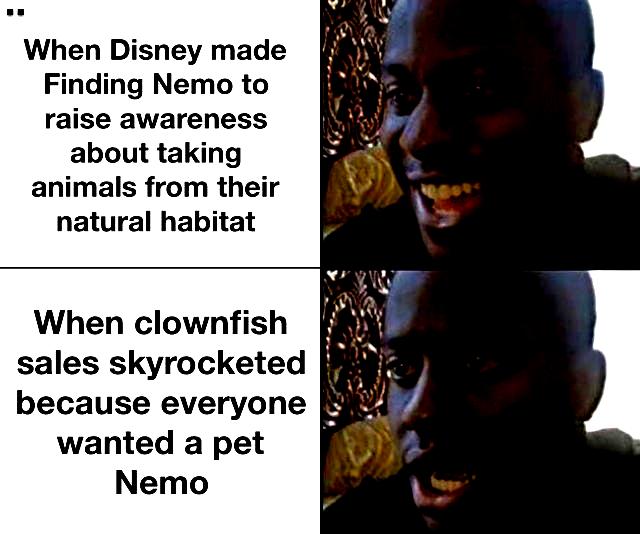 When Disney made
Finding Nemo to
raise awareness
about taking
animals from their
natural habitat
When clownfish
sales skyrocketed
because everyone
wanted a pet
Nemo